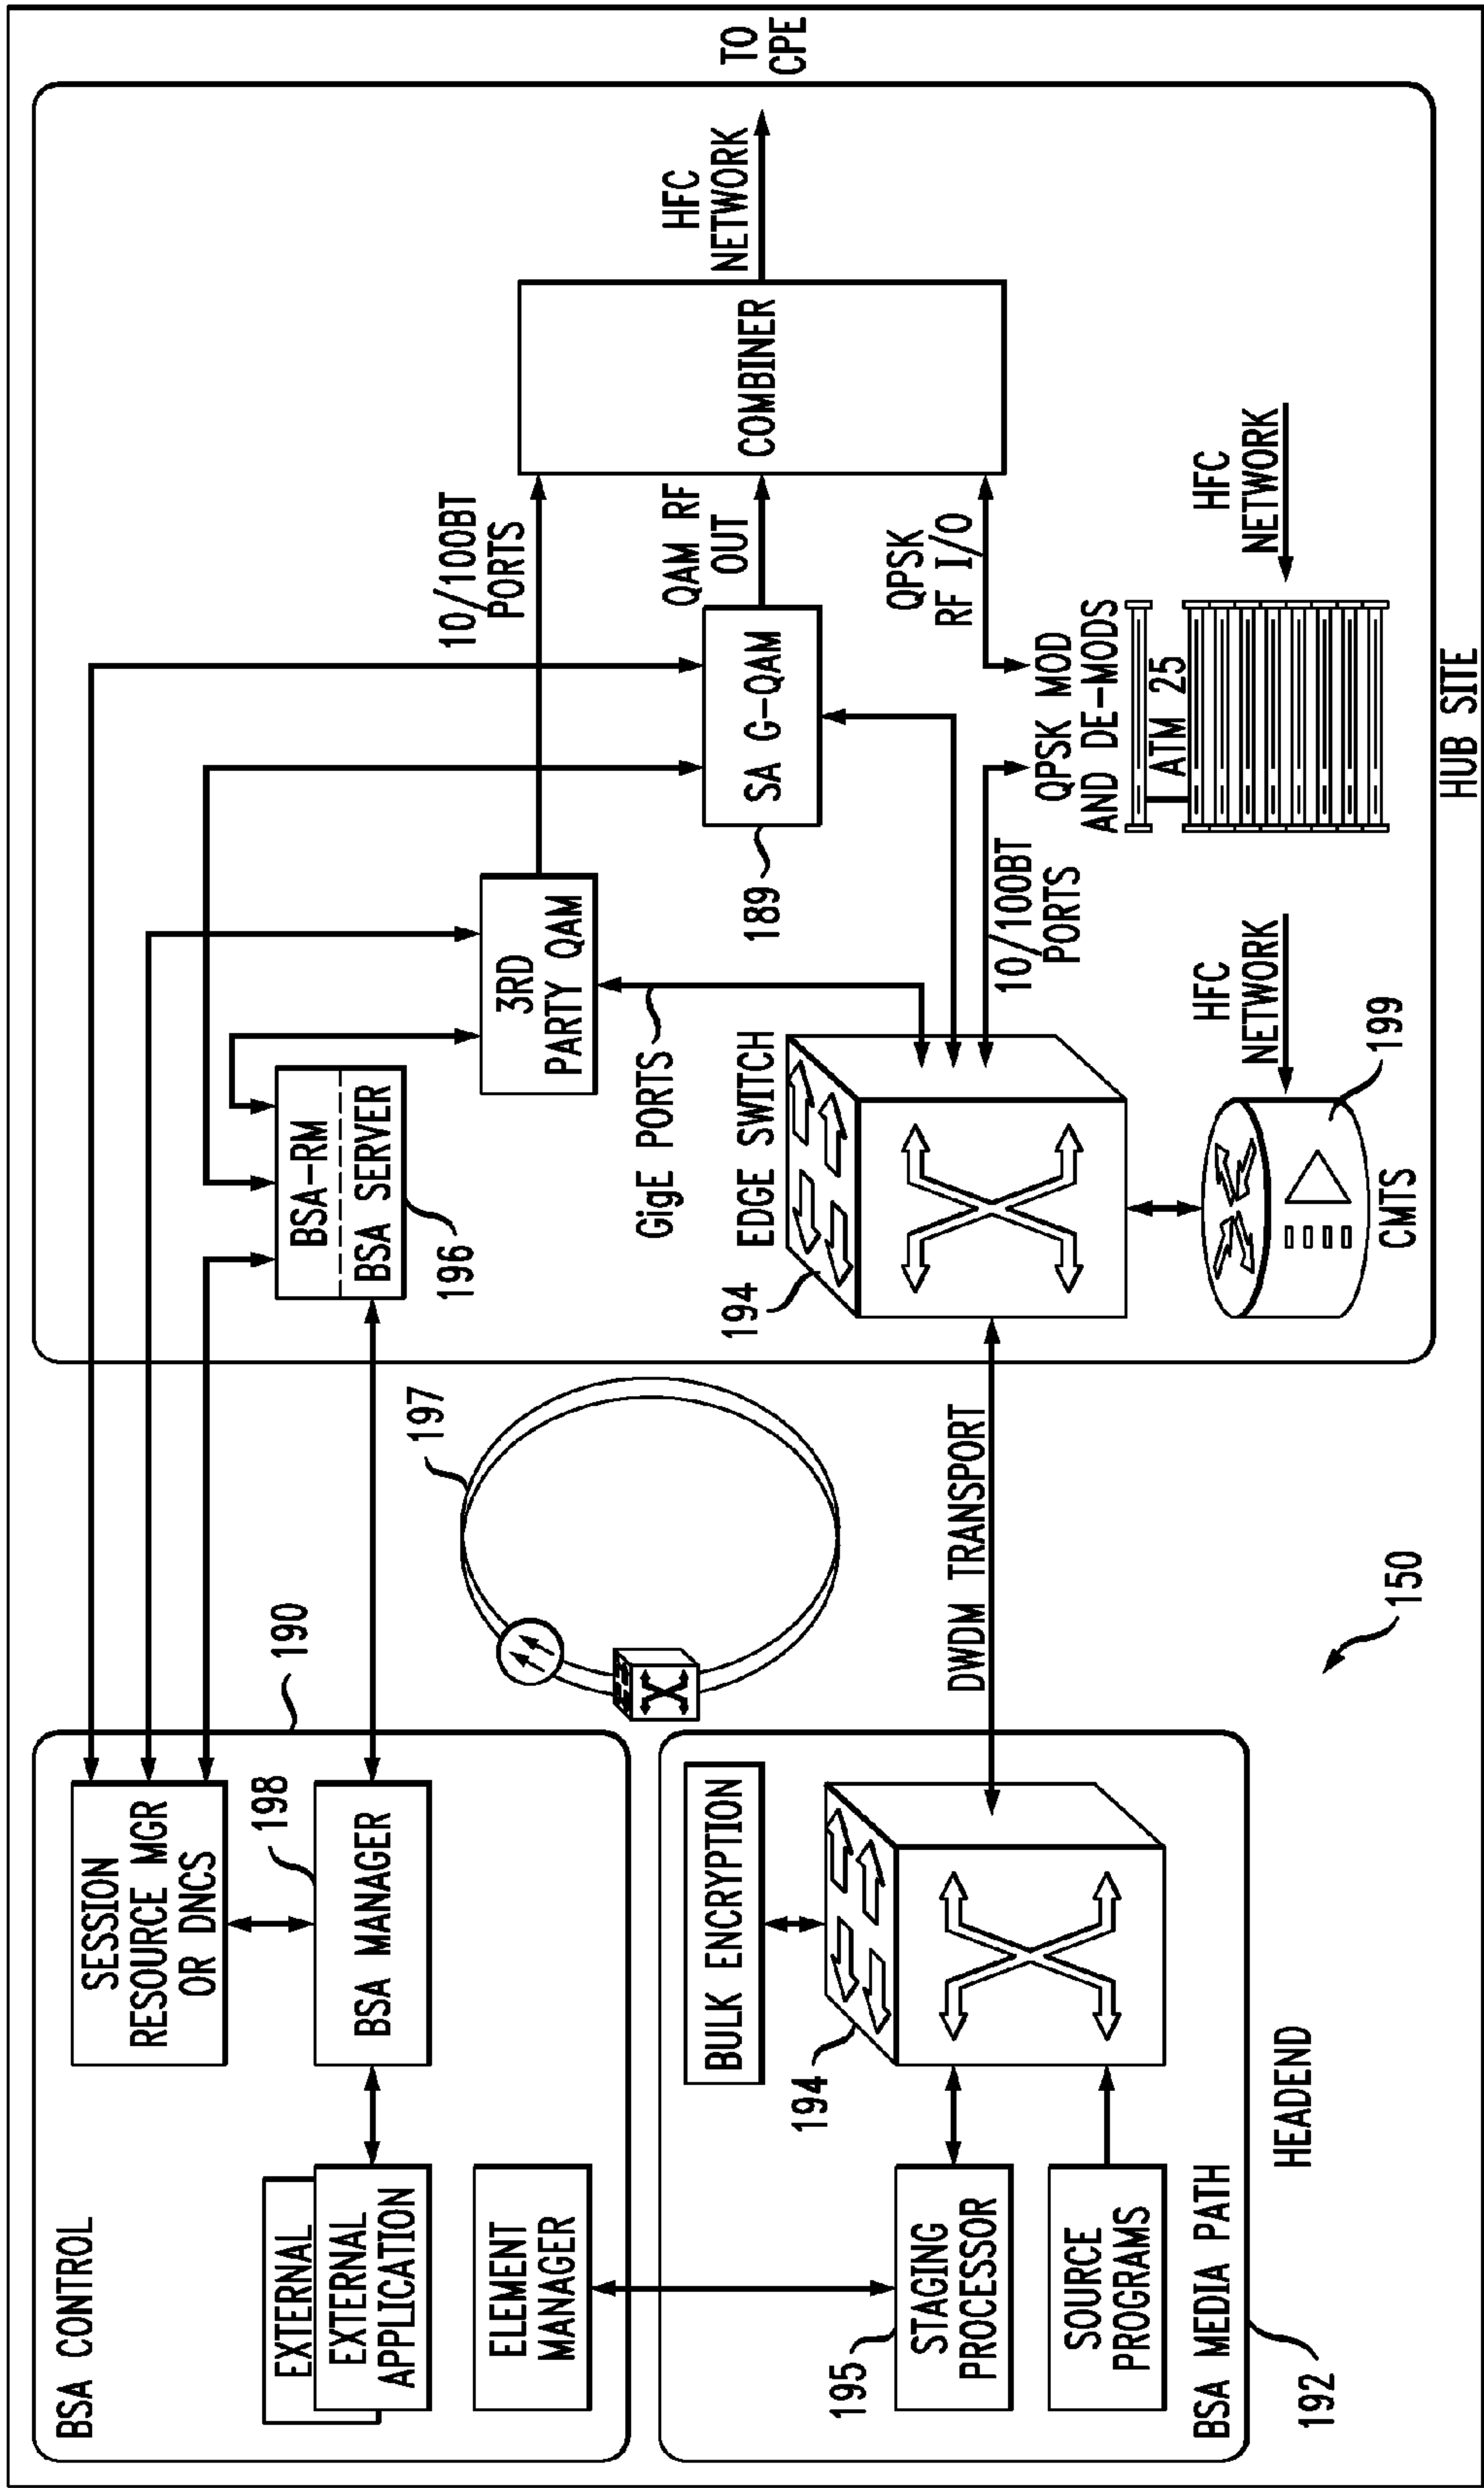 BSA CONTROL
190
SESSION
RESOURCE MGR
OR DNCS
198
BSA MANAGER
EXTERNAL
EXTERNAL
APPLICATION
ELEMENT
MANAGER
BULK ENCRYPTION
194
195
STAGING
PROCESSOR
SOURCE
PROGRAMS
BSA MEDIA PATH
192
HEADEND
197
DWDM TRANSPORT
150
BSA-RM
BSA SERVER
196
3RD
PARTY QAM
GigE PORTS
10/100BT
PORTS
SA G-QAM
189
QAM RF
OUT
COMBINER
HFC
NETWORK
TO
CPE
EDGE SWITCH
194
10/100BT
PORTS
QPSK
RF I/O
QPSK MOD
AND DE-MODS
ATM 25
HFC
NETWORK
HFC
NETWORK
199
CMTS
HUB SITE